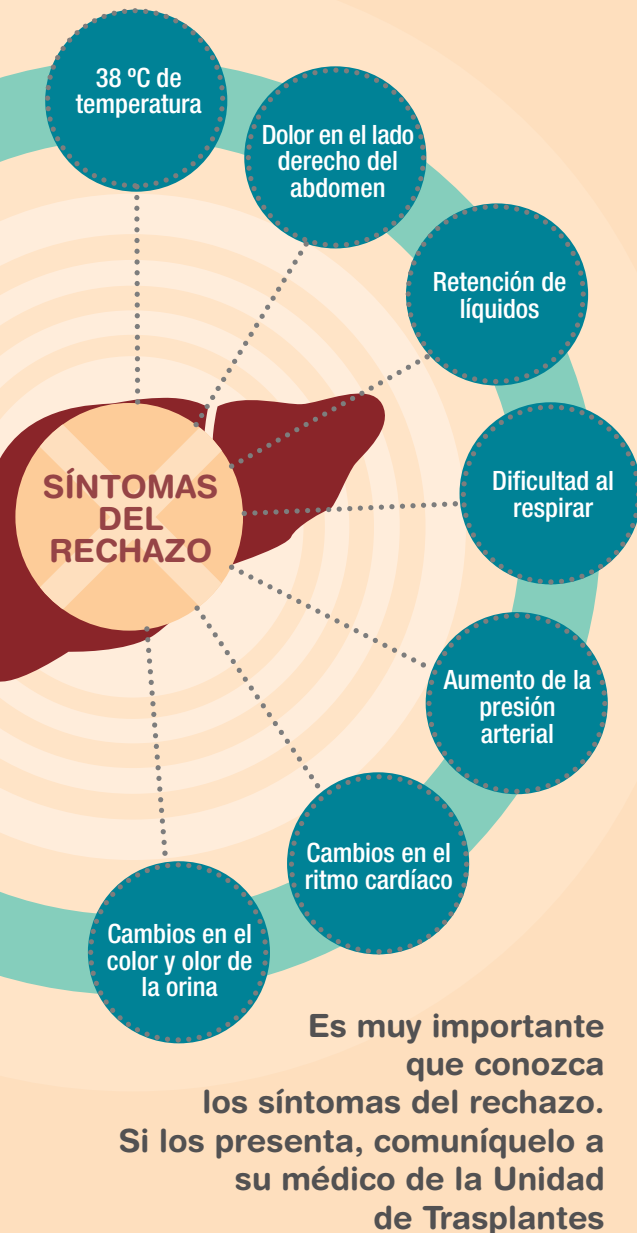 38 ºC de
temperatura
Dolor en el lado
derecho del
abdomen
Retención de
líquidos
Dificultad al
respirar
Aumento de la
presión
arterial
Cambios en el
ritmo cardíaco
Cambios en el
color y olor de
la orina
SÍNTOMAS
DEL
RECHAZO
Es muy importante
que conozca
los síntomas del rechazo.
Si los presenta, comuníquelo a
su médico de la Unidad
de Trasplantes